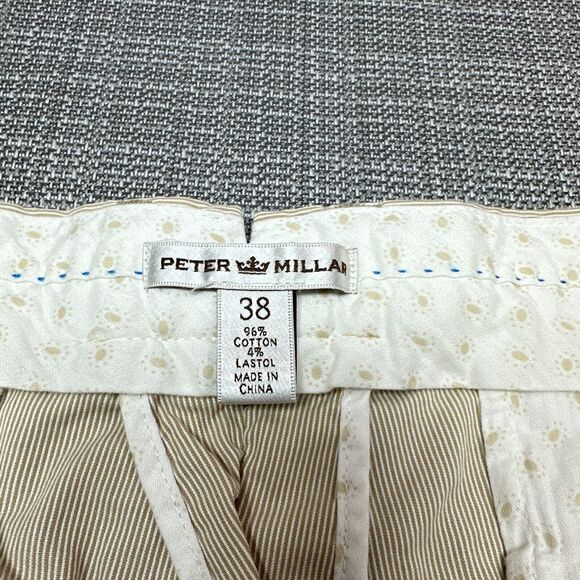 PETER MILLAR
38
96%
COTTON
4%
LASTOL
MADE IN
CHINA